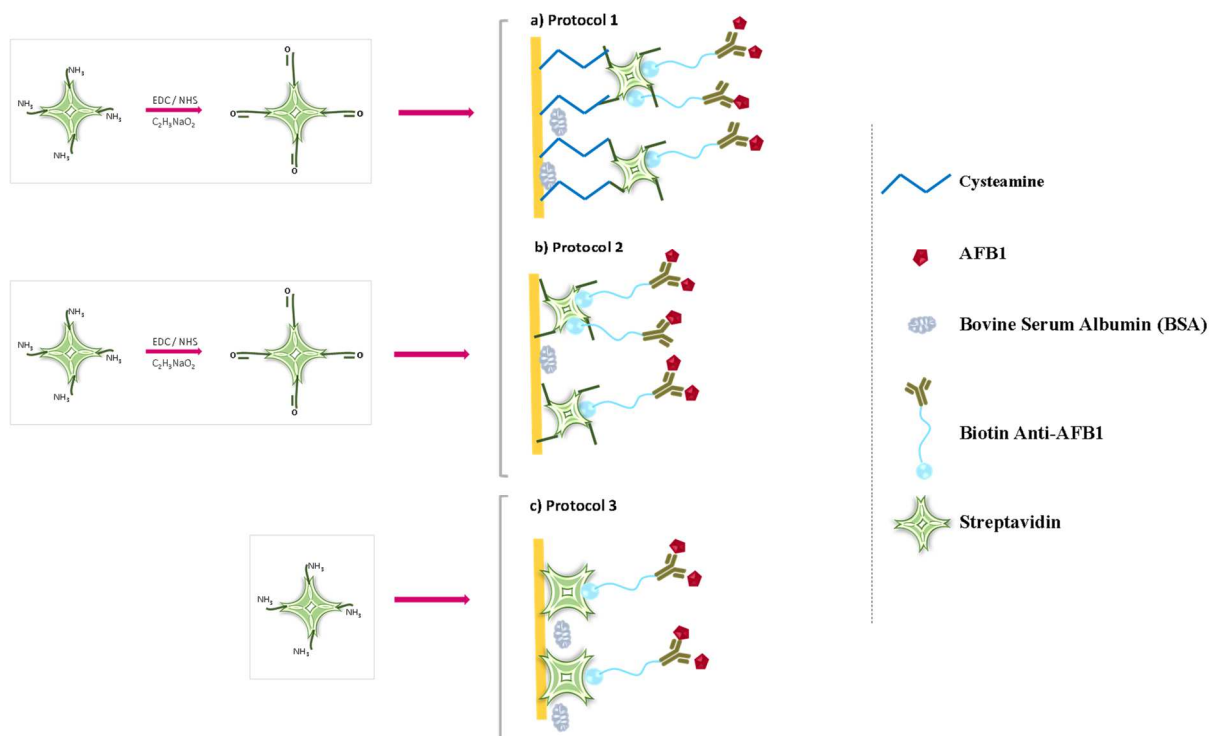 a) Protocol 1
NH₃
NH₃
NH₃
NH₃
EDC / NHS
C₂H₃NaO₂
O
O
O
O
b) Protocol 2
NH₃
NH₃
NH₃
NH₃
EDC / NHS
C₂H₃NaO₂
O
O
O
O
c) Protocol 3
NH₃
NH₃
NH₃
NH₃
Cysteamine
AFB1
Bovine Serum Albumin (BSA)
Biotin Anti-AFB1
Streptavidin